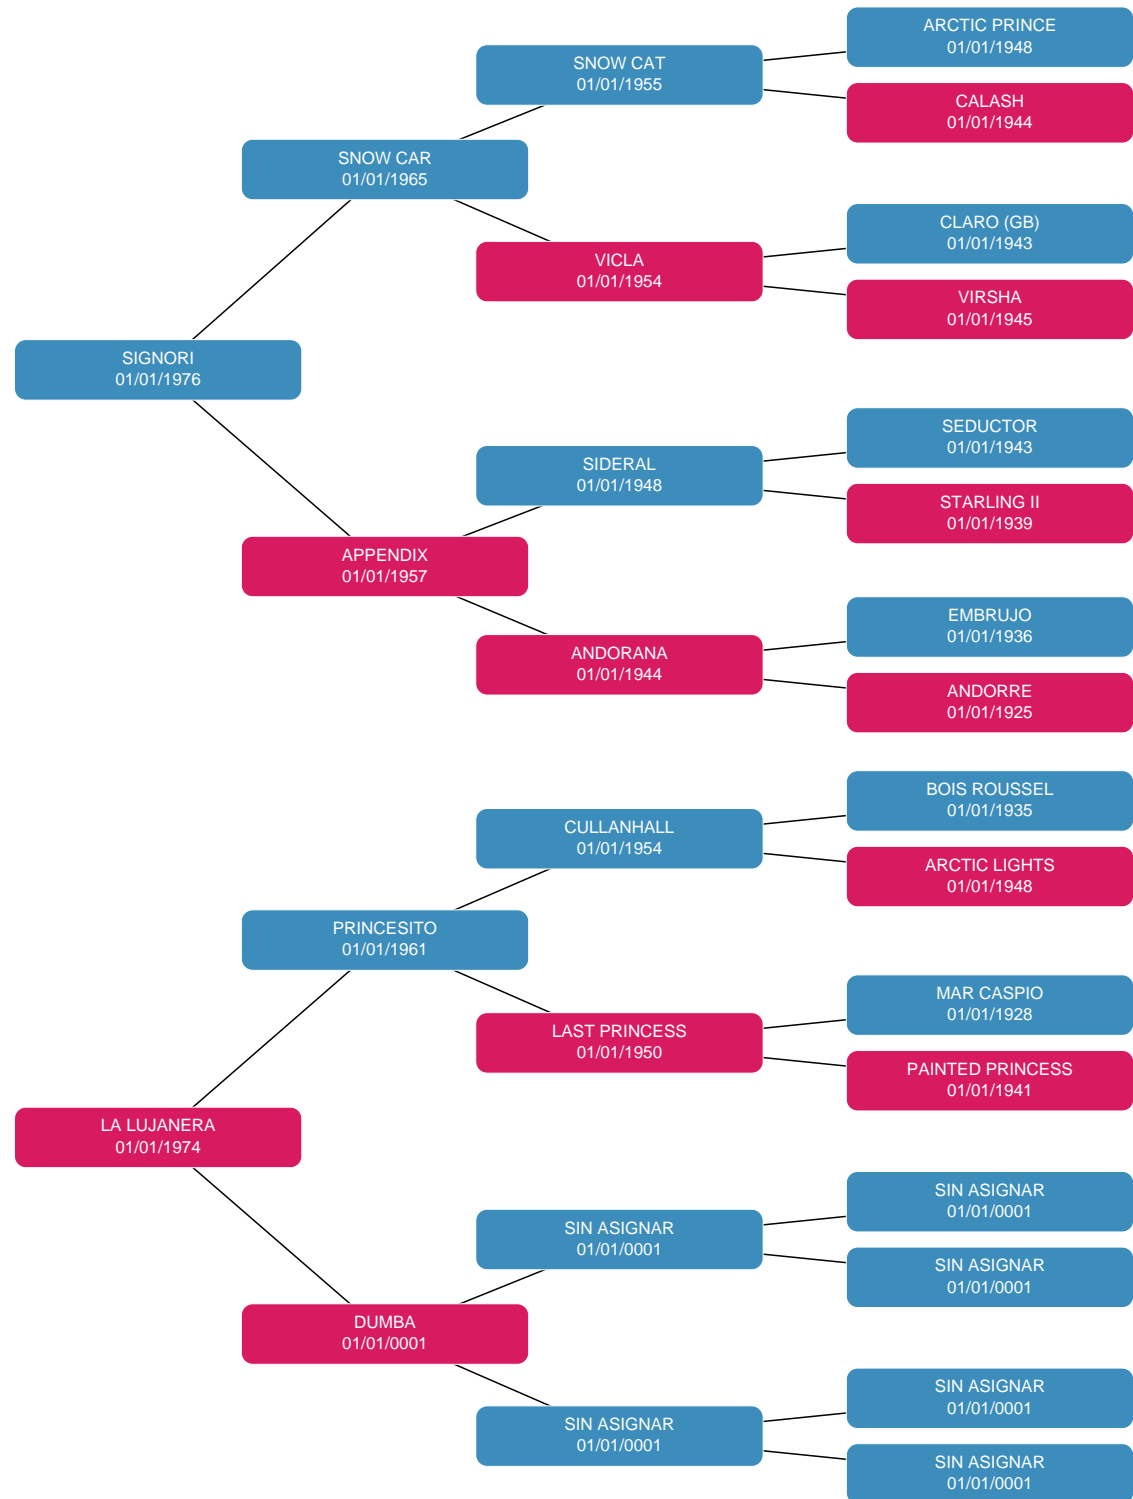 ARCTIC PRINCE
01/01/1948
SNOW CAT
01/01/1955
CALASH
01/01/1944
SNOW CAR
01/01/1965
CLARO (GB)
01/01/1943
VICLA
01/01/1954
VIRSHA
01/01/1945
SIGNORI
01/01/1976
SEDUCTOR
01/01/1943
SIDERAL
01/01/1948
STARLING II
01/01/1939
APPENDIX
01/01/1957
EMBRUJO
01/01/1936
ANDORANA
01/01/1944
ANDORRE
01/01/1925
BOIS ROUSSEL
01/01/1935
CULLANHALL
01/01/1954
ARCTIC LIGHTS
01/01/1948
PRINCESITO
01/01/1961
MAR CASPIO
01/01/1928
LAST PRINCESS
01/01/1950
PAINTED PRINCESS
01/01/1941
LA LUJANERA
01/01/1974
SIN ASIGNAR
01/01/0001
SIN ASIGNAR
01/01/0001
SIN ASIGNAR
01/01/0001
DUMBA
01/01/0001
SIN ASIGNAR
01/01/0001
SIN ASIGNAR
01/01/0001
SIN ASIGNAR
01/01/0001